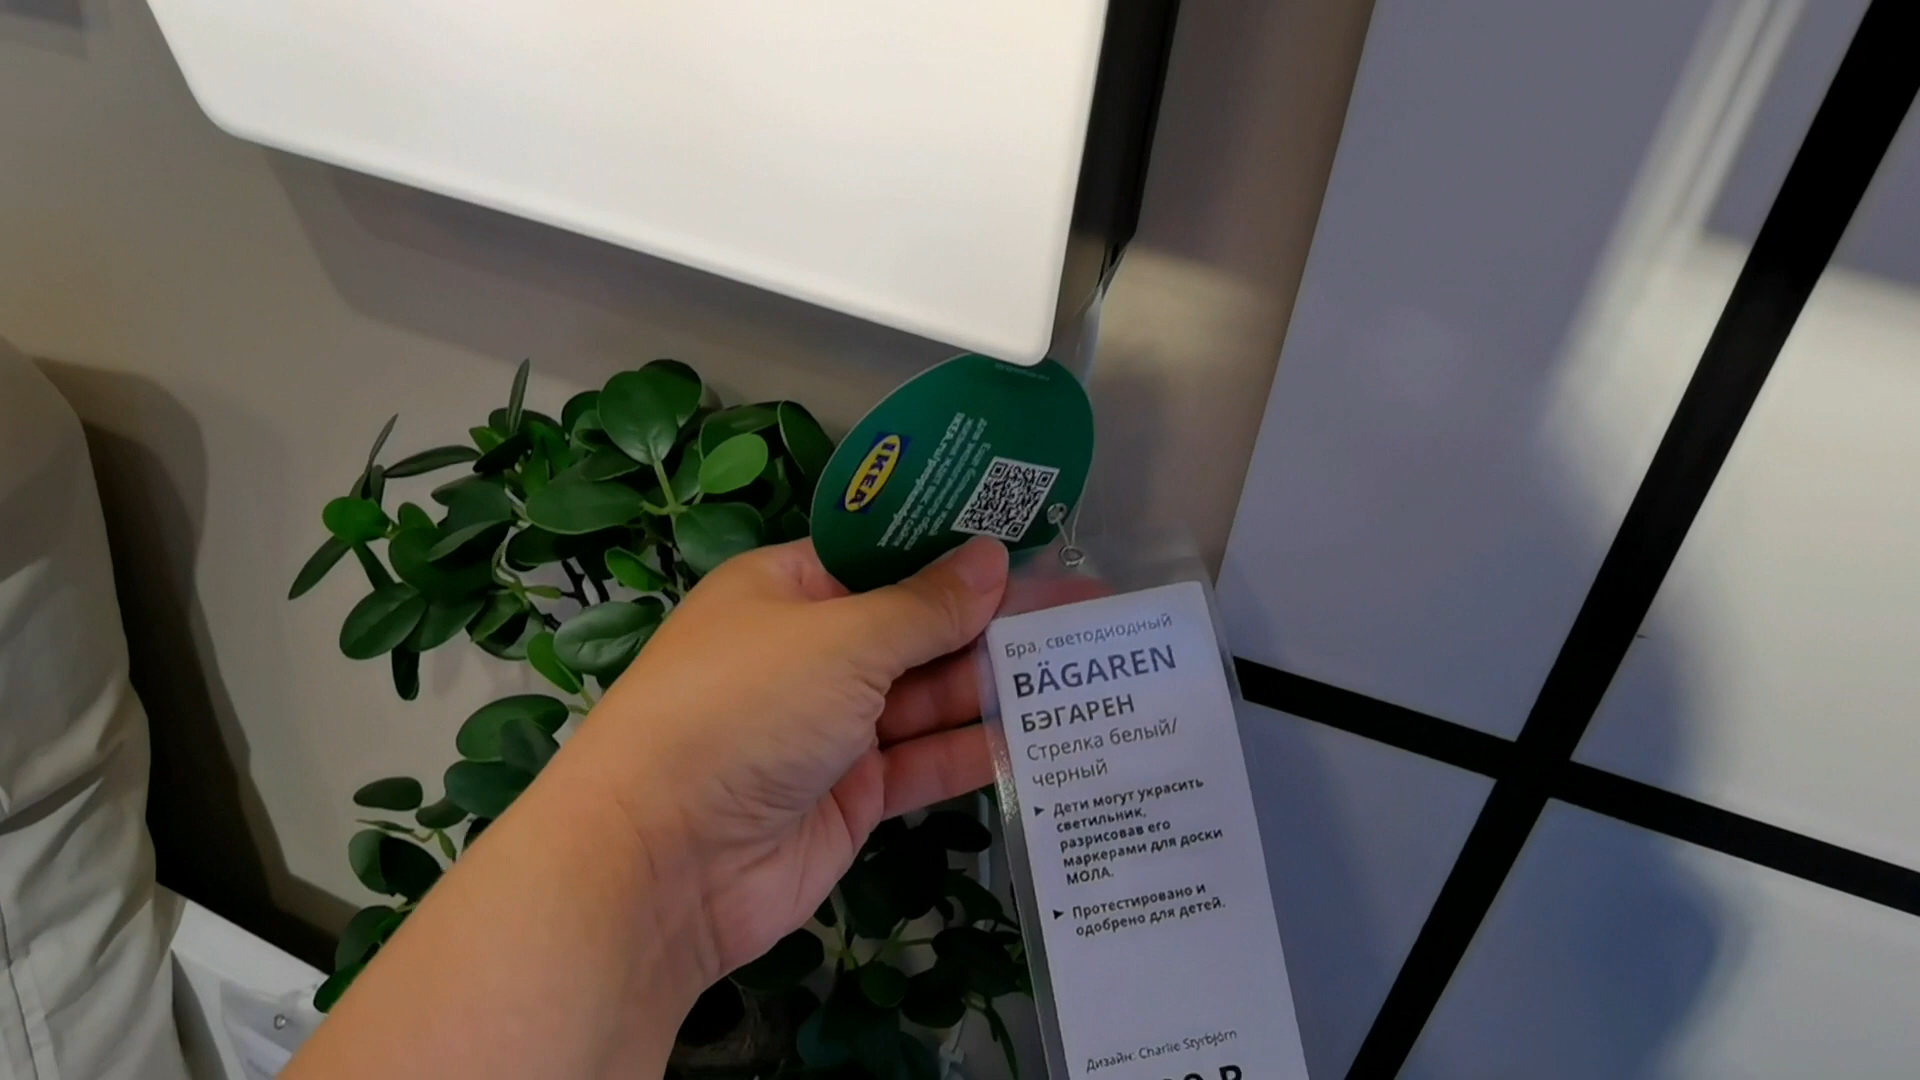 IKEA
Бра, светодиодный
BÄGAREN
БЭГАРЕН
Стрелка белый/
черный
► Дети могут украсить
светильник,
разрисовав его
маркерами для доски
МОЛА.
► Протестировано и
одобрено для детей.
Дизайн: Charlie Styrbjörn